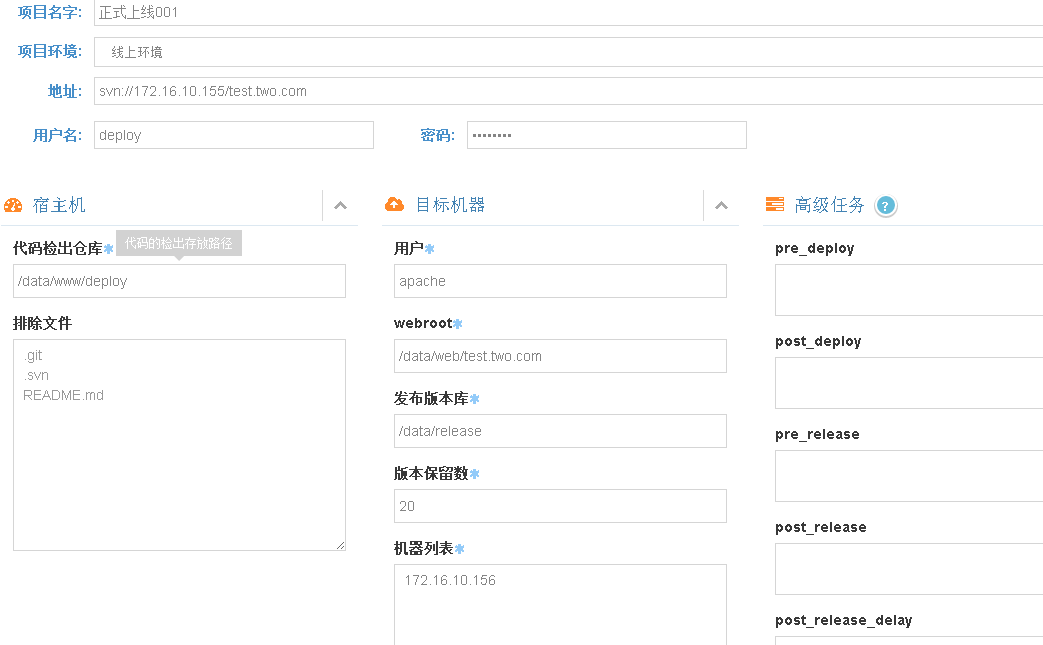 项目名字: 正式上线001
项目环境: 线上环境
地址: svn://172.16.10.155/test.two.com
用户名: deploy 密码: ••••••••
宿主机
代码检出仓库* 代码的检出存放路径
/data/www/deploy
排除文件
.git
.svn
README.md
目标机器
用户*
apache
webroot*
/data/web/test.two.com
发布版本库*
/data/release
版本保留数*
20
机器列表*
172.16.10.156
高级任务 ?
pre_deploy
post_deploy
pre_release
post_release
post_release_delay